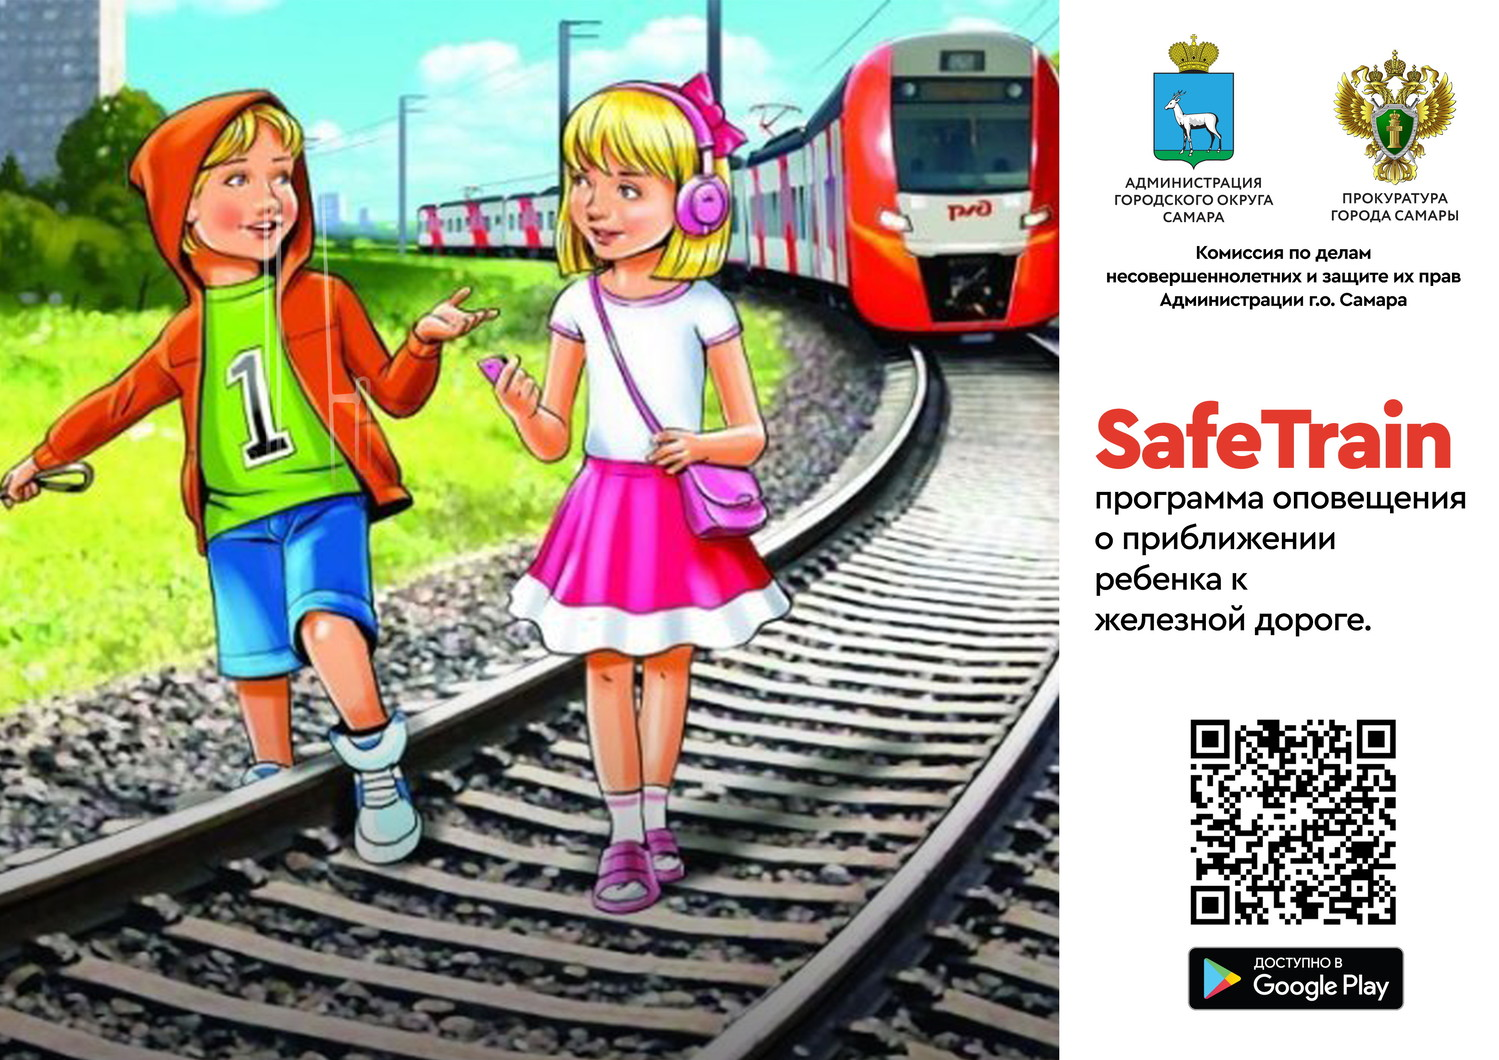 1
РЖД
АДМИНИСТРАЦИЯ
ГОРОДСКОГО ОКРУГА
САМАРА
ПРОКУРАТУРА
ГОРОДА САМАРЫ
Комиссия по делам
несовершеннолетних и защите их прав
Администрации г.о. Самара
SafeTrain
программа оповещения
о приближении
ребенка к
железной дороге.
ДОСТУПНО В
Google Play